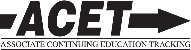 ACET
ASSOCIATE CONTINUING EDUCATION TRACKING